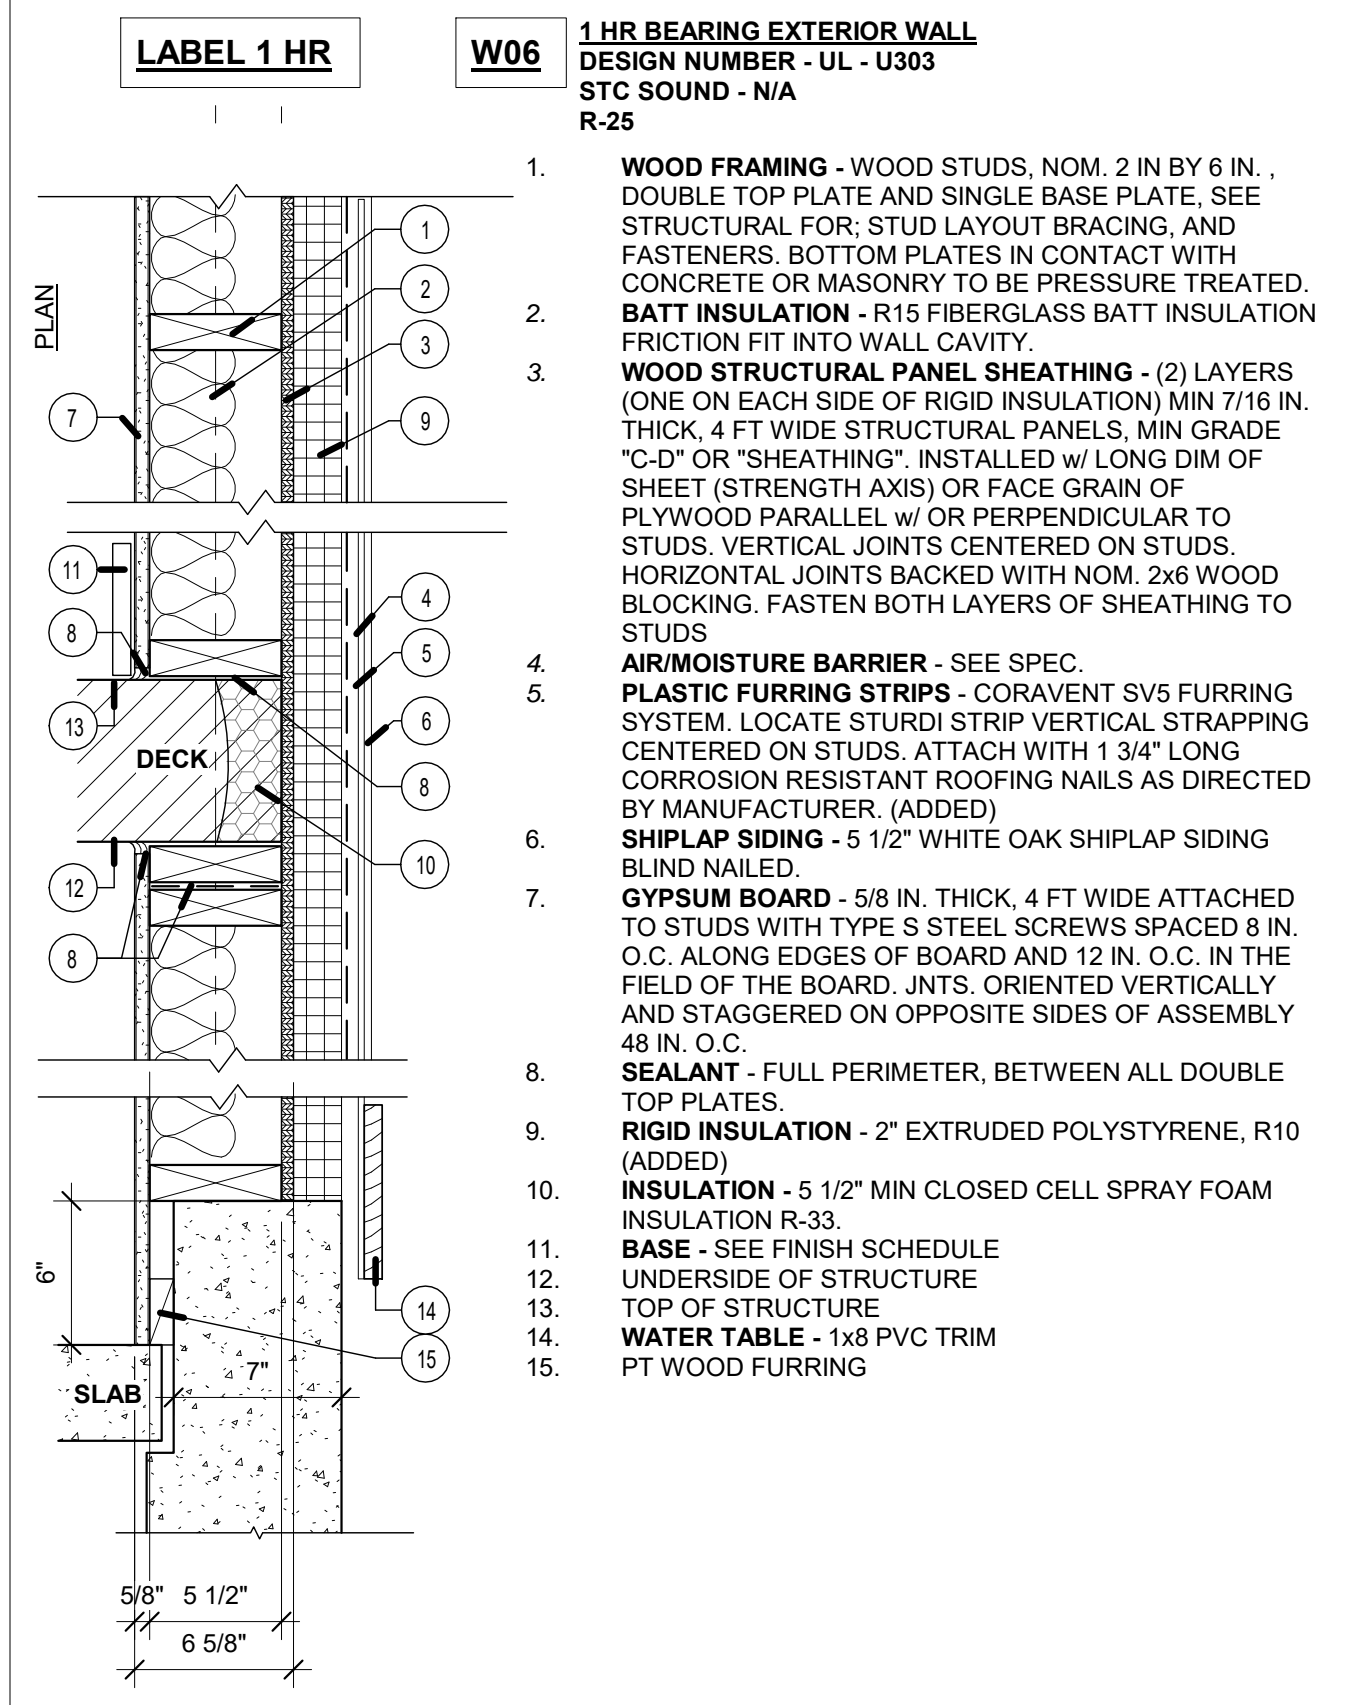 LABEL 1 HR
W06
1 HR BEARING EXTERIOR WALL
DESIGN NUMBER - UL - U303
STC SOUND - N/A
R-25
1. WOOD FRAMING - WOOD STUDS, NOM. 2 IN BY 6 IN. ,
DOUBLE TOP PLATE AND SINGLE BASE PLATE, SEE
STRUCTURAL FOR; STUD LAYOUT BRACING, AND
FASTENERS. BOTTOM PLATES IN CONTACT WITH
CONCRETE OR MASONRY TO BE PRESSURE TREATED.
2. BATT INSULATION - R15 FIBERGLASS BATT INSULATION
FRICTION FIT INTO WALL CAVITY.
3. WOOD STRUCTURAL PANEL SHEATHING - (2) LAYERS
(ONE ON EACH SIDE OF RIGID INSULATION) MIN 7/16 IN.
THICK, 4 FT WIDE STRUCTURAL PANELS, MIN GRADE
"C-D" OR "SHEATHING". INSTALLED w/ LONG DIM OF
SHEET (STRENGTH AXIS) OR FACE GRAIN OF
PLYWOOD PARALLEL w/ OR PERPENDICULAR TO
STUDS. VERTICAL JOINTS CENTERED ON STUDS.
HORIZONTAL JOINTS BACKED WITH NOM. 2x6 WOOD
BLOCKING. FASTEN BOTH LAYERS OF SHEATHING TO
STUDS
4. AIR/MOISTURE BARRIER - SEE SPEC.
5. PLASTIC FURRING STRIPS - CORAVENT SV5 FURRING
SYSTEM. LOCATE STURDI STRIP VERTICAL STRAPPING
CENTERED ON STUDS. ATTACH WITH 1 3/4" LONG
CORROSION RESISTANT ROOFING NAILS AS DIRECTED
BY MANUFACTURER. (ADDED)
6. SHIPLAP SIDING - 5 1/2" WHITE OAK SHIPLAP SIDING
BLIND NAILED.
7. GYPSUM BOARD - 5/8 IN. THICK, 4 FT WIDE ATTACHED
TO STUDS WITH TYPE S STEEL SCREWS SPACED 8 IN.
O.C. ALONG EDGES OF BOARD AND 12 IN. O.C. IN THE
FIELD OF THE BOARD. JNTS. ORIENTED VERTICALLY
AND STAGGERED ON OPPOSITE SIDES OF ASSEMBLY
48 IN. O.C.
8. SEALANT - FULL PERIMETER, BETWEEN ALL DOUBLE
TOP PLATES.
9. RIGID INSULATION - 2" EXTRUDED POLYSTYRENE, R10
(ADDED)
10. INSULATION - 5 1/2" MIN CLOSED CELL SPRAY FOAM
INSULATION R-33.
11. BASE - SEE FINISH SCHEDULE
12. UNDERSIDE OF STRUCTURE
13. TOP OF STRUCTURE
14. WATER TABLE - 1x8 PVC TRIM
15. PT WOOD FURRING
PLAN
1
2
3
7
9
11
4
8
5
13
6
DECK
8
10
12
8
6"
14
15
7"
SLAB
5/8" 5 1/2"
6 5/8"